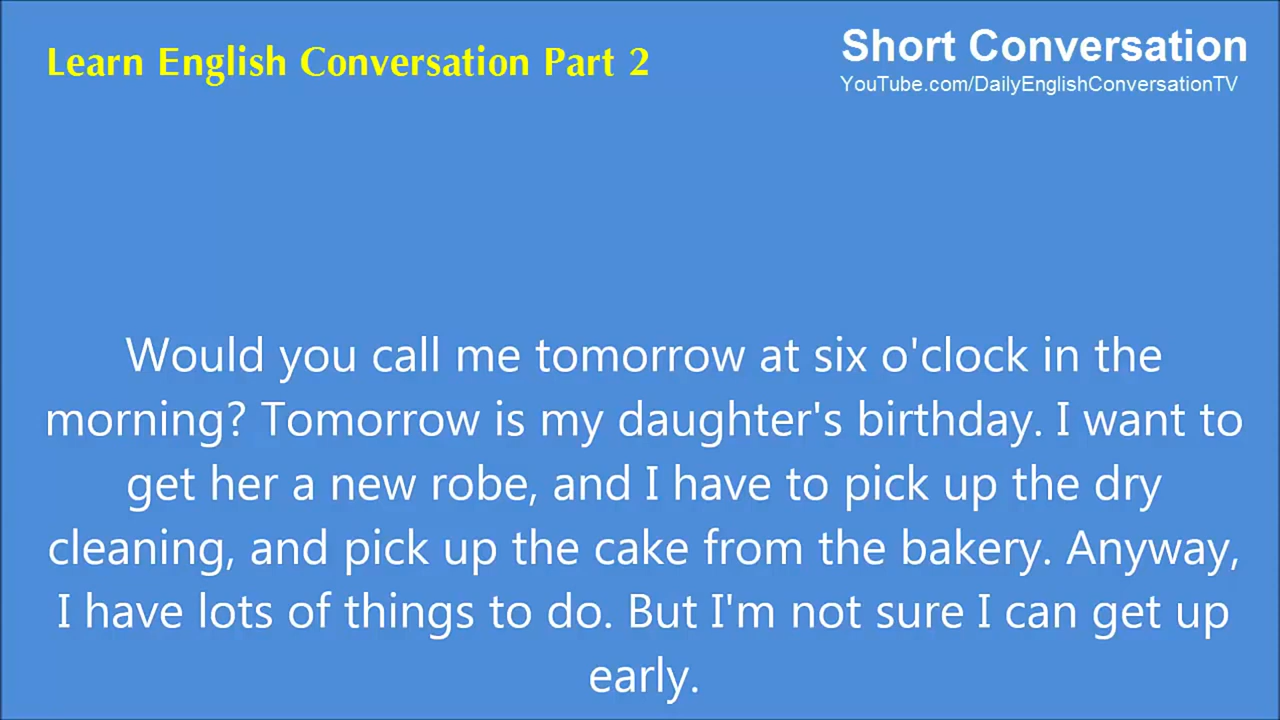 Learn English Conversation Part 2
Short Conversation
YouTube.com/DailyEnglishConversationTV
Would you call me tomorrow at six o'clock in the
morning? Tomorrow is my daughter's birthday. I want to
get her a new robe, and I have to pick up the dry
cleaning, and pick up the cake from the bakery. Anyway,
I have lots of things to do. But I'm not sure I can get up
early.